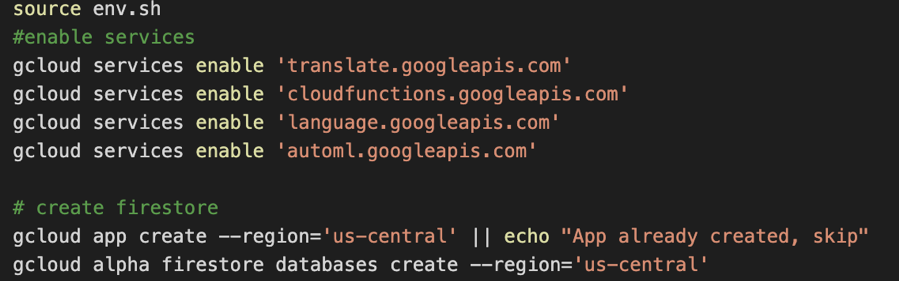 source env.sh
#enable services
gcloud services enable 'translate.googleapis.com'
gcloud services enable 'cloudfunctions.googleapis.com'
gcloud services enable 'language.googleapis.com'
gcloud services enable 'automl.googleapis.com'
# create firestore
gcloud app create --region='us-central' || echo "App already created, skip"
gcloud alpha firestore databases create --region='us-central'